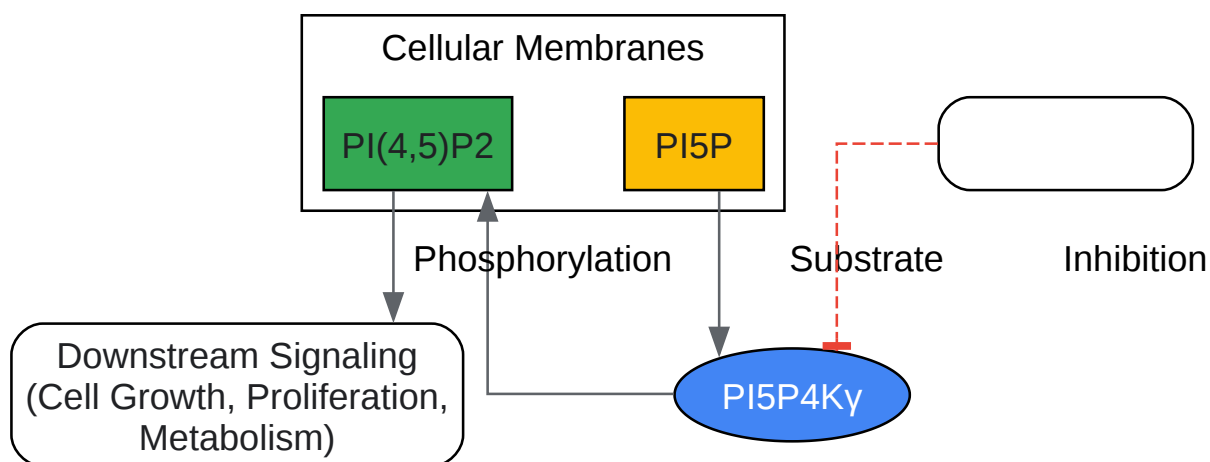 Cellular Membranes
PI(4,5)P2
PI5P
Phosphorylation
Substrate
Inhibition
Downstream Signaling
(Cell Growth, Proliferation,
Metabolism)
PI5P4Kγ